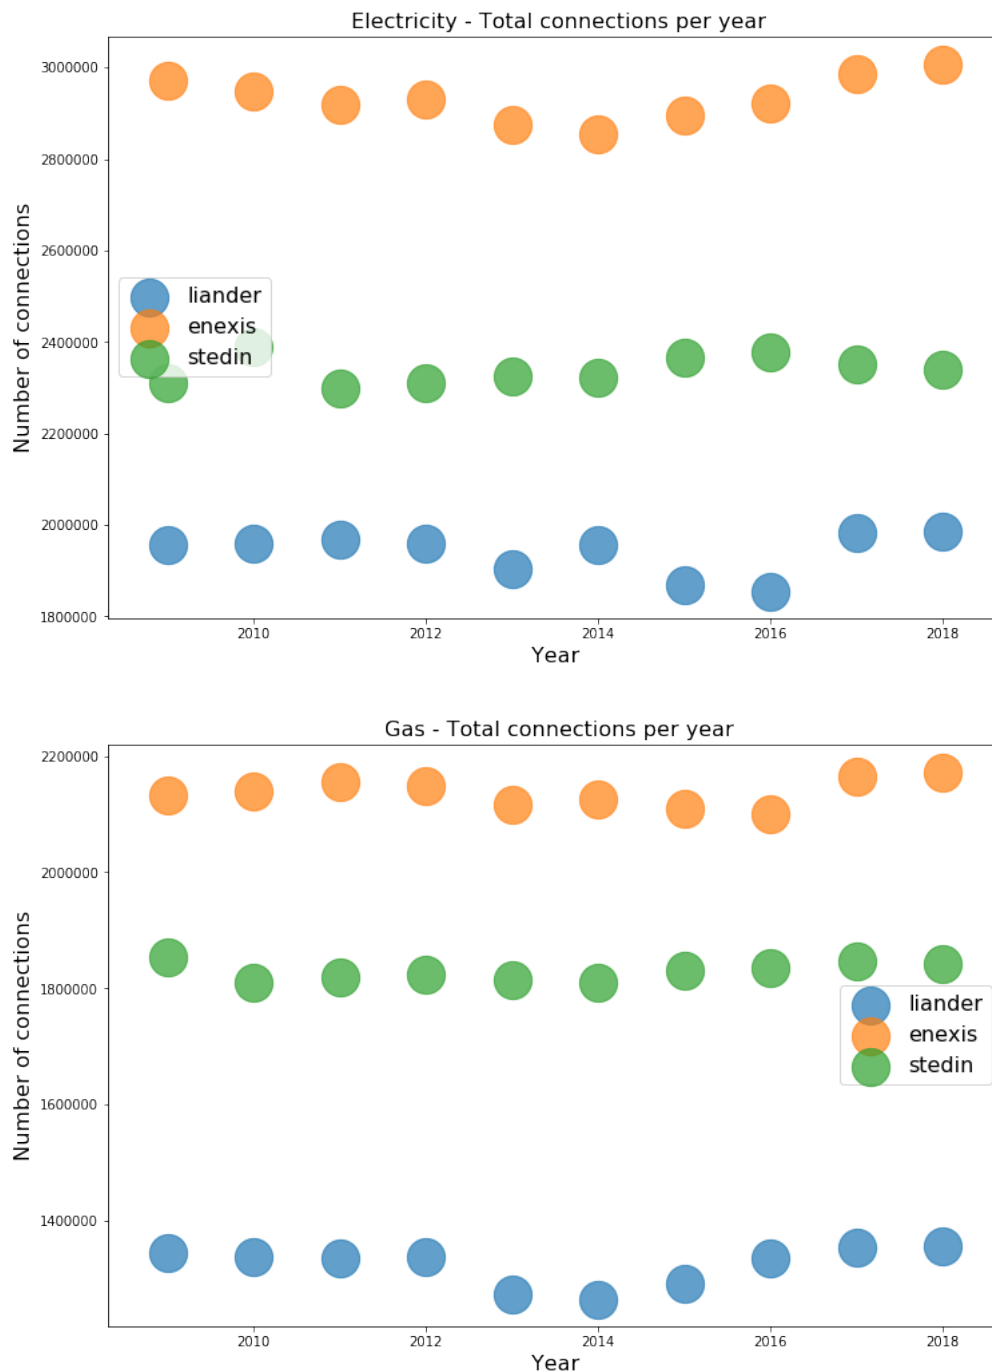 Electricity - Total connections per year
3000000
2800000
2600000
2400000
2200000
2000000
1800000
Number of connections
liander
enexis
stedin
2010 2012 2014 2016 2018
Year
Gas - Total connections per year
2200000
2000000
1800000
1600000
1400000
Number of connections
liander
enexis
stedin
2010 2012 2014 2016 2018
Year